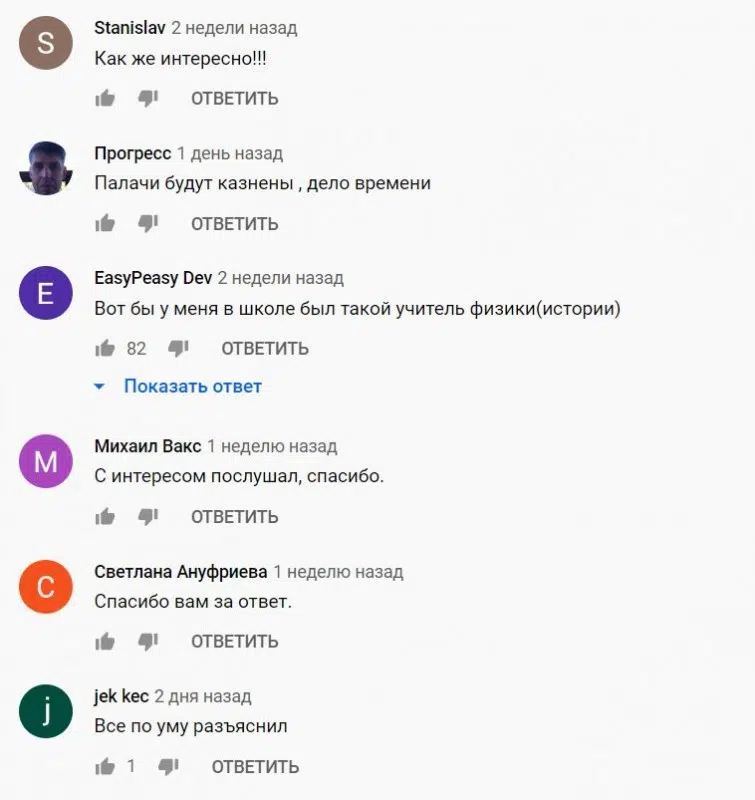 S
Stanislav 2 недели назад
Как же интересно!!!
ОТВЕТИТЬ
Прогресс 1 день назад
Палачи будут казнены , дело времени
ОТВЕТИТЬ
E
EasyPeasy Dev 2 недели назад
Вот бы у меня в школе был такой учитель физики(истории)
82 ОТВЕТИТЬ
Показать ответ
М
Михаил Вакс 1 неделю назад
С интересом послушал, спасибо.
ОТВЕТИТЬ
С
Светлана Ануфриева 1 неделю назад
Спасибо вам за ответ.
ОТВЕТИТЬ
j
jek kec 2 дня назад
Все по уму разъяснил
1 ОТВЕТИТЬ